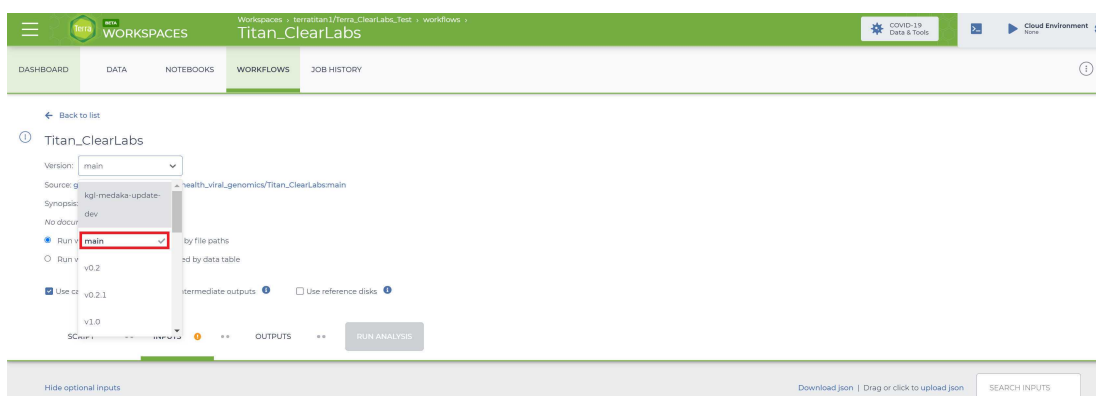 Terra
BETA
WORKSPACES
Workspaces › terratitan1/Terra_ClearLabs_Test › workflows ›
Titan_ClearLabs
COVID-19
Data & Tools
Cloud Environment
None
DASHBOARD DATA NOTEBOOKS WORKFLOWS JOB HISTORY
Back to list
Titan_ClearLabs
Version: main
Source: g health_viral_genomics/Titan_ClearLabs:main
kgl-medaka-update-
dev
Synopsis:
No docu
Run w main by file paths
Run w ed by data table
v0.2
Use ca v0.2.1 termediate outputs Use reference disks
v1.0
SCRIPT INPUTS OUTPUTS RUN ANALYSIS
Hide optional inputs Download json | Drag or click to upload json SEARCH INPUTS